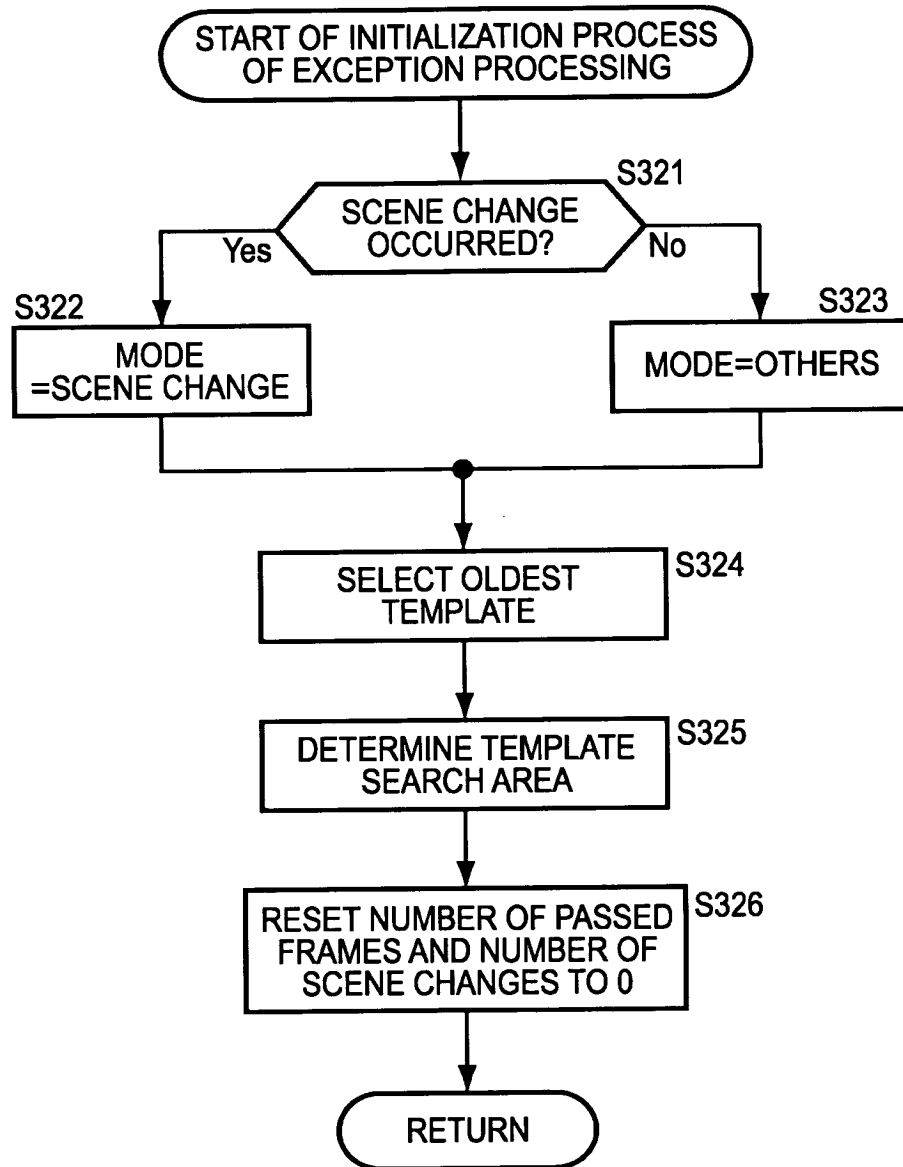 START OF INITIALIZATION PROCESS
OF EXCEPTION PROCESSING
S321
SCENE CHANGE
OCCURRED?
Yes
No
S322
MODE
=SCENE CHANGE
S323
MODE=OTHERS
S324
SELECT OLDEST
TEMPLATE
S325
DETERMINE TEMPLATE
SEARCH AREA
S326
RESET NUMBER OF PASSED
FRAMES AND NUMBER OF
SCENE CHANGES TO 0
RETURN